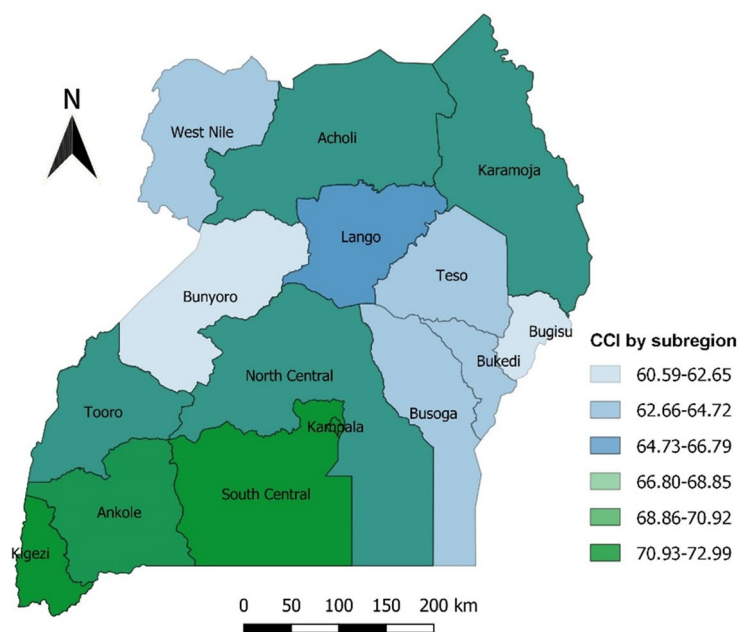 N
West Nile
Acholi
Karamoja
Lango
Teso
Bunyoro
Bugisu
Bukedi
North Central
Tooro
Busoga
Kampala
South Central
Ankole
Kigezi
CCI by subregion
60.59-62.65
62.66-64.72
64.73-66.79
66.80-68.85
68.86-70.92
70.93-72.99
0 50 100 150 200 km